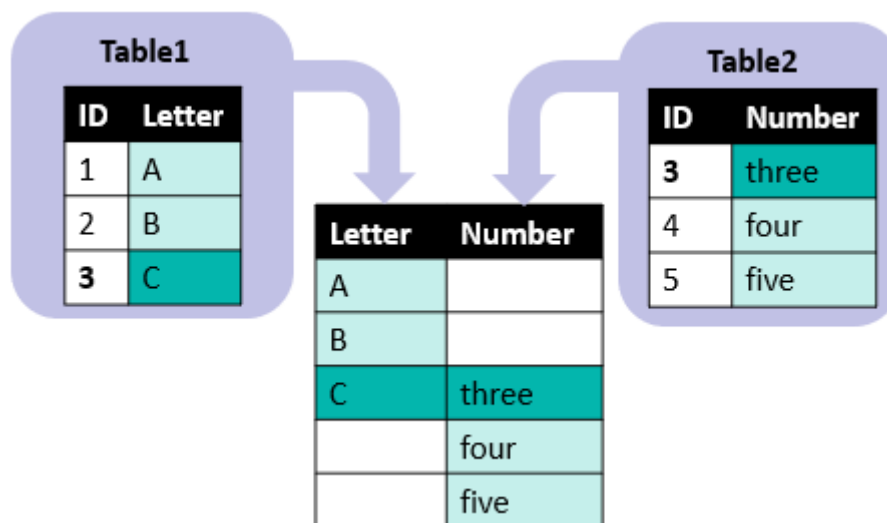 Table1
ID Letter
1 A
2 B
3 C
Table2
ID Number
3 three
4 four
5 five
Letter Number
A
B
C three
four
five